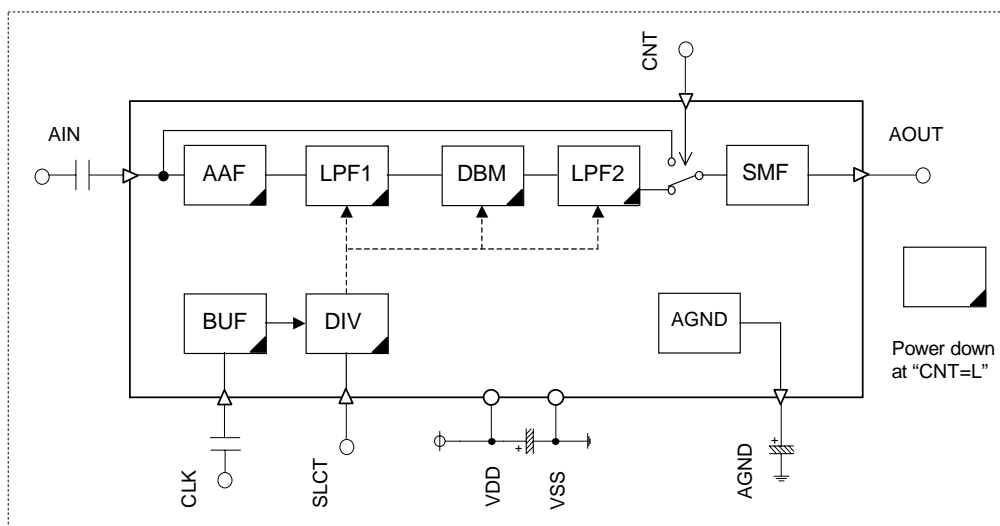 CNT
AIN
AOUT
AAF
LPF1
DBM
LPF2
SMF
BUF
DIV
AGND
Power down
at “CNT=L”
CLK
SLCT
+
VDD
VSS
AGND
+